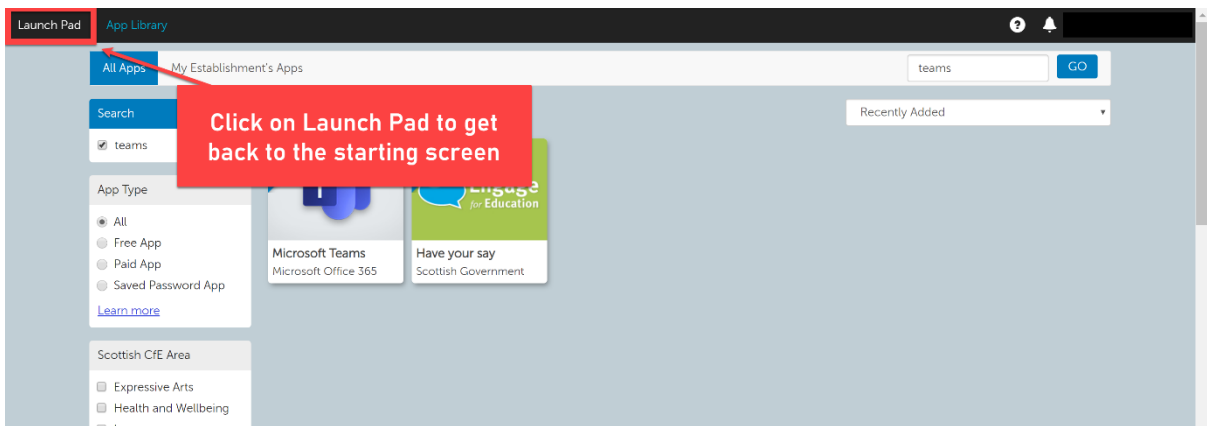 Launch Pad
App Library
All Apps
My Establishment's Apps
teams
GO
Search
Recently Added
teams
Click on Launch Pad to get
back to the starting screen
App Type
All
Free App
Paid App
Saved Password App
Learn more
Engage
for Education
Microsoft Teams
Microsoft Office 365
Have your say
Scottish Government
Scottish CfE Area
Expressive Arts
Health and Wellbeing